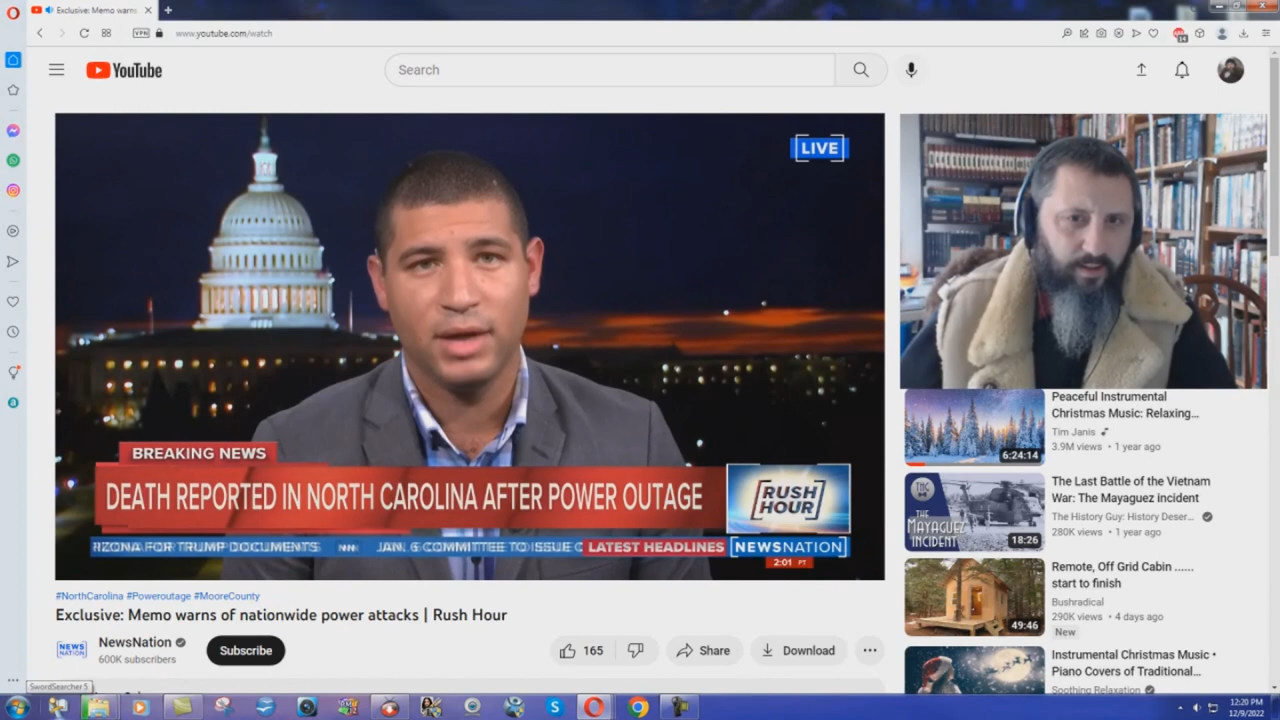 Exclusive: Memo warns
VPN
www.youtube.com/watch
YouTube
Search
LIVE
BREAKING NEWS
DEATH REPORTED IN NORTH CAROLINA AFTER POWER OUTAGE
RUSH
HOUR
RIZONA FOR TRUMP DOCUMENTS NN JAN. 6 COMMITTEE TO ISSUE C LATEST HEADLINES NEWSNATION
2:01 PT
#NorthCarolina #Poweroutage #MooreCounty
Exclusive: Memo warns of nationwide power attacks | Rush Hour
NEWS
NATION
NewsNation
600K subscribers
Subscribe
165
Share
Download
Peaceful Instrumental
Christmas Music: Relaxing...
Tim Janis
3.9M views • 1 year ago
6:24:14
THG
THE
MAYAGUEZ
INCIDENT
18:26
The Last Battle of the Vietnam
War: The Mayaguez incident
The History Guy: History Deser...
280K views • 1 year ago
49:46
Remote, Off Grid Cabin ......
start to finish
Bushradical
290K views • 4 days ago
New
Instrumental Christmas Music •
Piano Covers of Traditional...
Soothing Relaxation
SwordSearcher 5
12:20 PM
12/9/2022